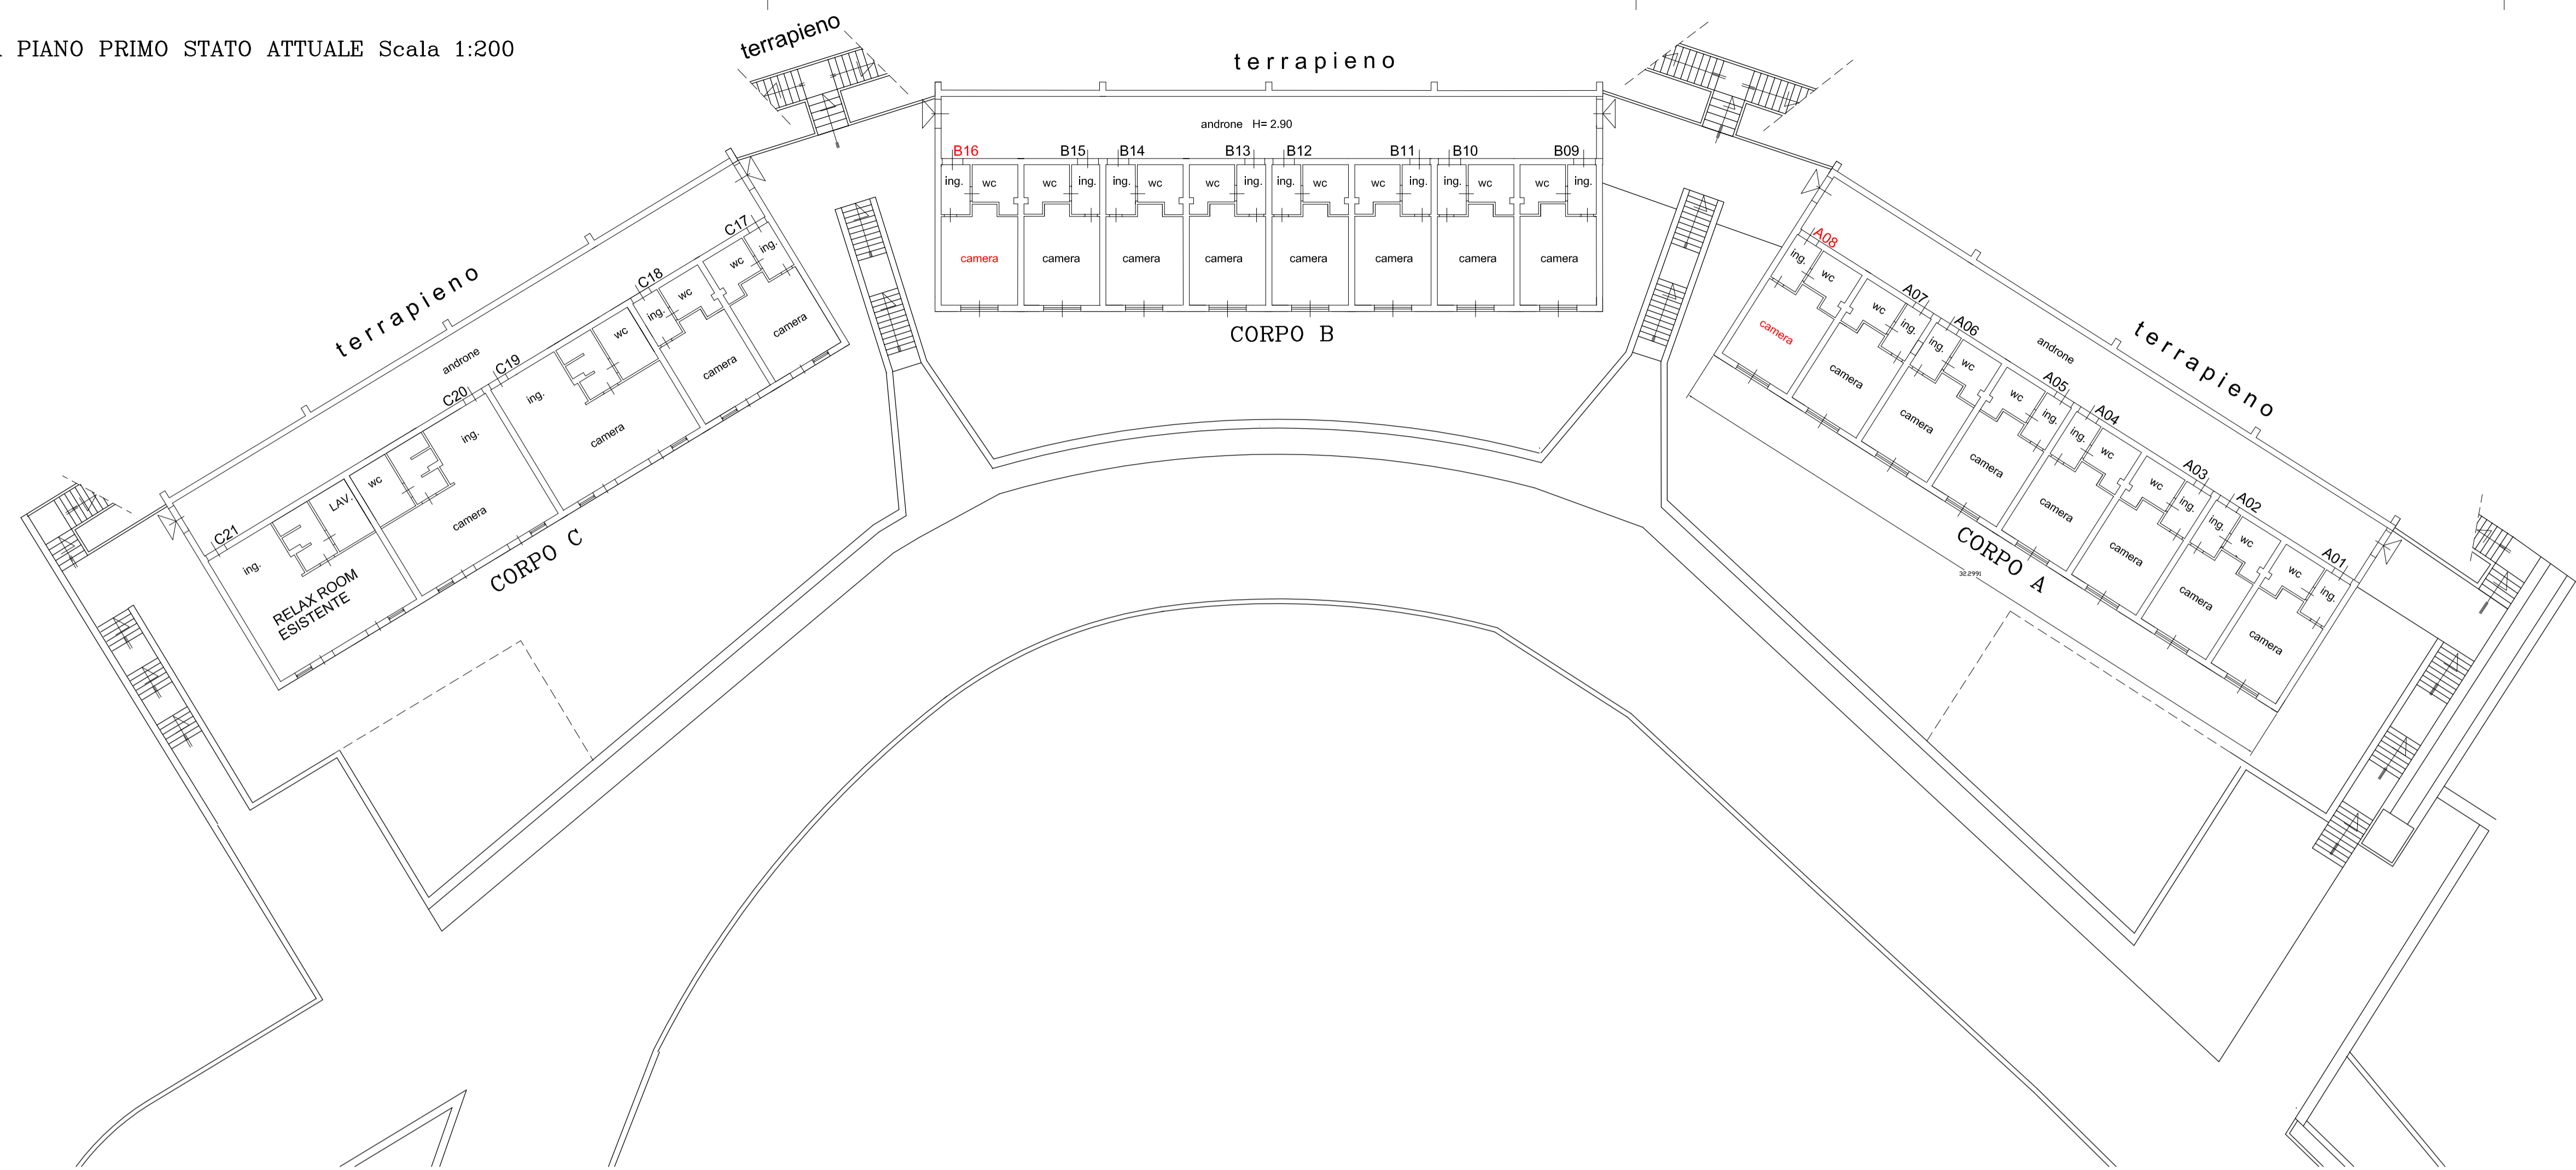 PIANO PRIMO STATO ATTUALE Scala 1:200
terrapieno
terrapieno
androne H= 2.90
B16 B15 B14 B13 B12 B11 B10 B09
ing. wc wc ing. ing. wc wc ing. ing. wc wc ing. ing. wc wc ing.
camera camera camera camera camera camera camera camera
CORPO B
terrapieno
androne
C17
ing.
wc
camera
C18
wc
ing.
camera
C19
wc
ing.
camera
C20
ing.
wc
camera
C21
LAV.
ing.
RELAX ROOM
ESISTENTE
CORPO C
terrapieno
androne
A08
ing.
wc
camera
A07
wc
ing.
camera
A06
ing.
wc
camera
A05
wc
ing.
camera
A04
ing.
wc
camera
A03
wc
ing.
camera
A02
ing.
wc
camera
A01
wc
ing.
camera
CORPO A
32.2991